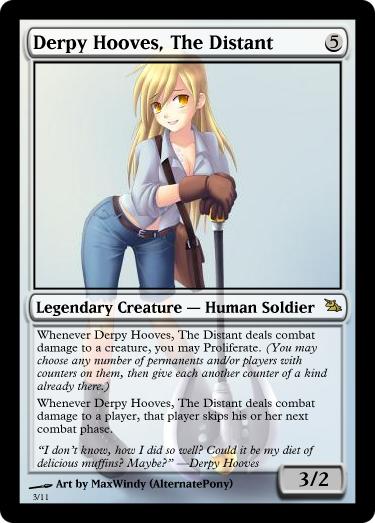 Derpy Hooves, The Distant 5
Legendary Creature — Human Soldier
Whenever Derpy Hooves, The Distant deals combat
damage to a creature, you may Proliferate. (You may
choose any number of permanents and/or players with
counters on them, then give each another counter of a kind
already there.)
Whenever Derpy Hooves, The Distant deals combat
damage to a player, that player skips his or her next
combat phase.
“I don't know, how I did so well? Could it be my diet of
delicious muffins? Maybe?” —Derpy Hooves
3/2
Art by MaxWindy (AlternatePony)
3/11